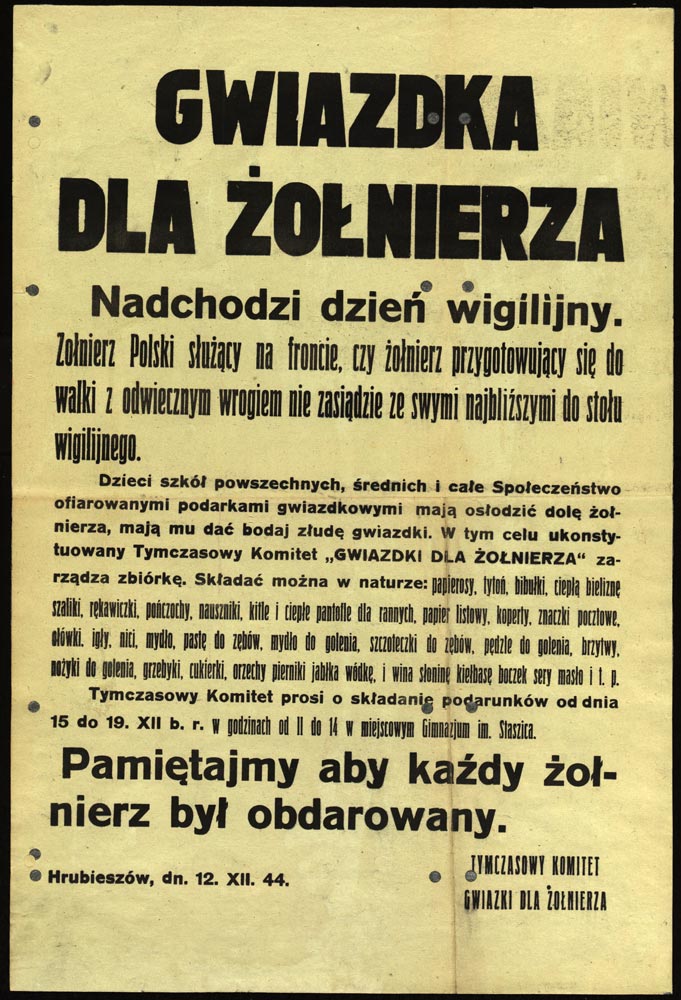 GWIAZDKA
DLA ŻOŁNIERZA
Nadchodzi dzień wigilijny.
Żołnierz Polski służący na froncie, czy żołnierz przygotowujący się do
walki z odwiecznym wrogiem nie zasiądzie ze swymi najbliższymi do stołu
wigilijnego.
Dzieci szkół powszechnych, średnich i całe Społeczeństwo
ofiarowanymi podarkami gwiazdkowymi mają osłodzić dolę żoł-
nierza, mają mu dać bodaj złudę gwiazdki. W tym celu ukonsty-
tuowany Tymczasowy Komitet „GWIAZDKI DLA ŻOŁNIERZA“ za-
rządza zbiórkę. Składać można w naturze: papierosy, tytoń, bibułki, ciepłą bieliznę
szaliki, rękawiczki, pończochy, nauszniki, kitle i ciepłe pantofle dla rannych, papier listowy, koperty, znaczki pocztowe,
ołówki, igły, nici, mydło, pastę do zębów, mydło do golenia, szczoteczki do zębów, pędzle do golenia, brzytwy,
nożyki do golenia, grzebyki, cukierki, orzechy pierniki jabłka wódkę, i wina słoninę kiełbasę boczek sery masło i t. p.
Tymczasowy Komitet prosi o składanie podarunków od dnia
15 do 19. XII b. r. w godzinach od II do 14 w miejscowym Gimnazjum im. Staszica.
Pamiętajmy aby każdy żoł-
nierz był obdarowany.
Hrubieszów, dn. 12. XII. 44.
TYMCZASOWY KOMITET
GWIAZKI DLA ŻOŁNIERZA